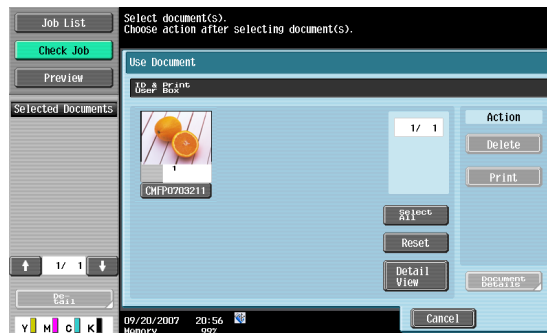 Job List
Check Job
Preview
Selected Documents
1/ 1
De-
tail
Y M C K
Select document(s).
Choose action after selecting document(s).
Use Document
ID & Print
User Box
1
CMFP0703211
1/ 1
Select
All
Reset
Detail
View
Action
Delete
Print
Document
Details
Cancel
09/20/2007 20:56
Memory 99%